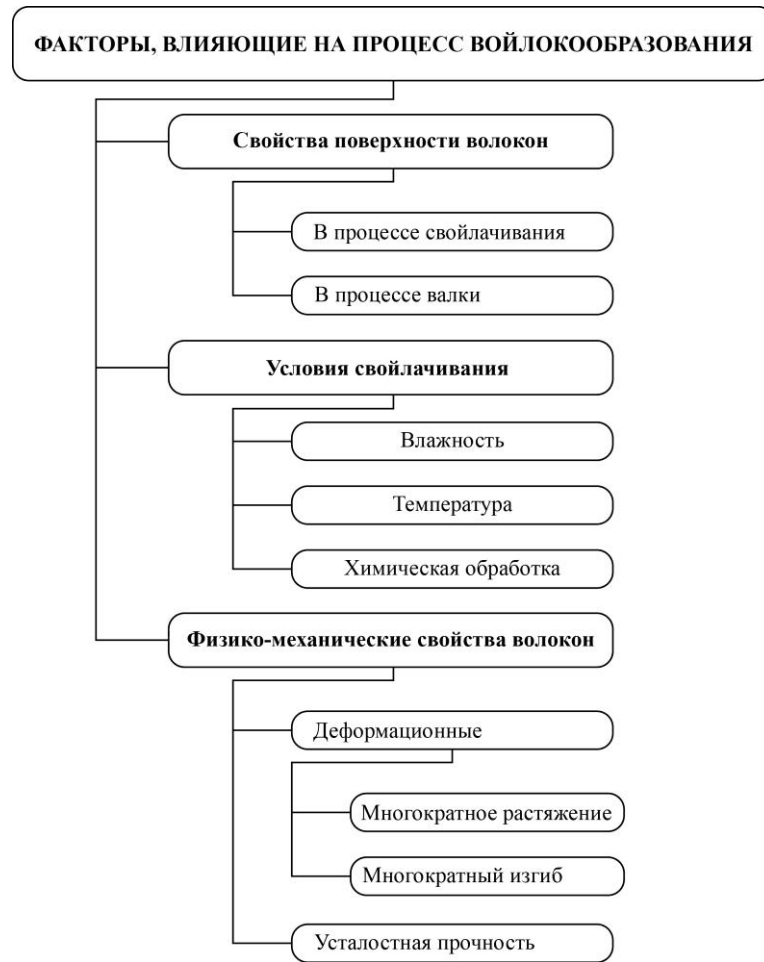 ФАКТОРЫ, ВЛИЯЮЩИЕ НА ПРОЦЕСС ВОЙЛОКООБРАЗОВАНИЯ
Свойства поверхности волокон
В процессе свойлачивания
В процессе валки
Условия свойлачивания
Влажность
Температура
Химическая обработка
Физико-механические свойства волокон
Деформационные
Многократное растяжение
Многократный изгиб
Усталостная прочность